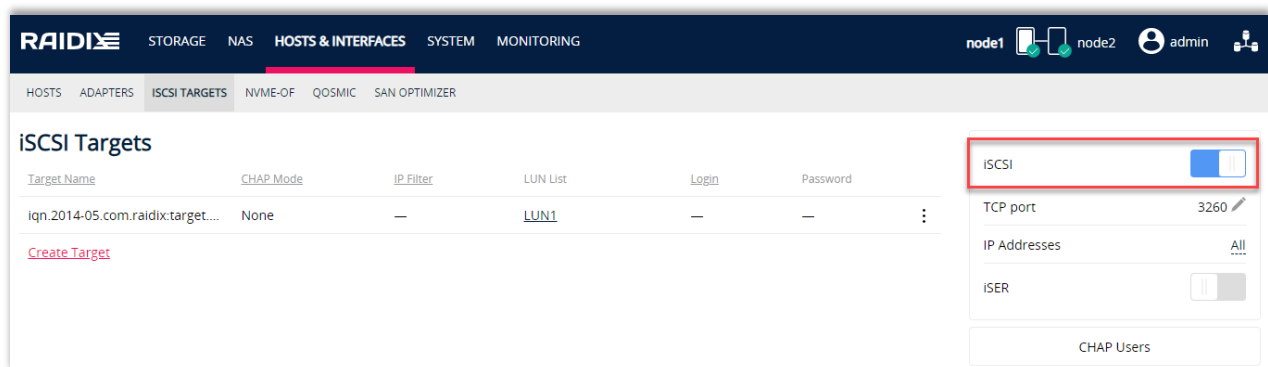 RAIDIX STORAGE NAS HOSTS & INTERFACES SYSTEM MONITORING node1 node2 admin
HOSTS ADAPTERS ISCSI TARGETS NVME-OF QOSMIC SAN OPTIMIZER
iSCSI Targets
Target Name CHAP Mode IP Filter LUN List Login Password
iqn.2014-05.com.raidix:target.... None — LUN1 — —
Create Target
iSCSI
TCP port 3260
IP Addresses All
iSER
CHAP Users